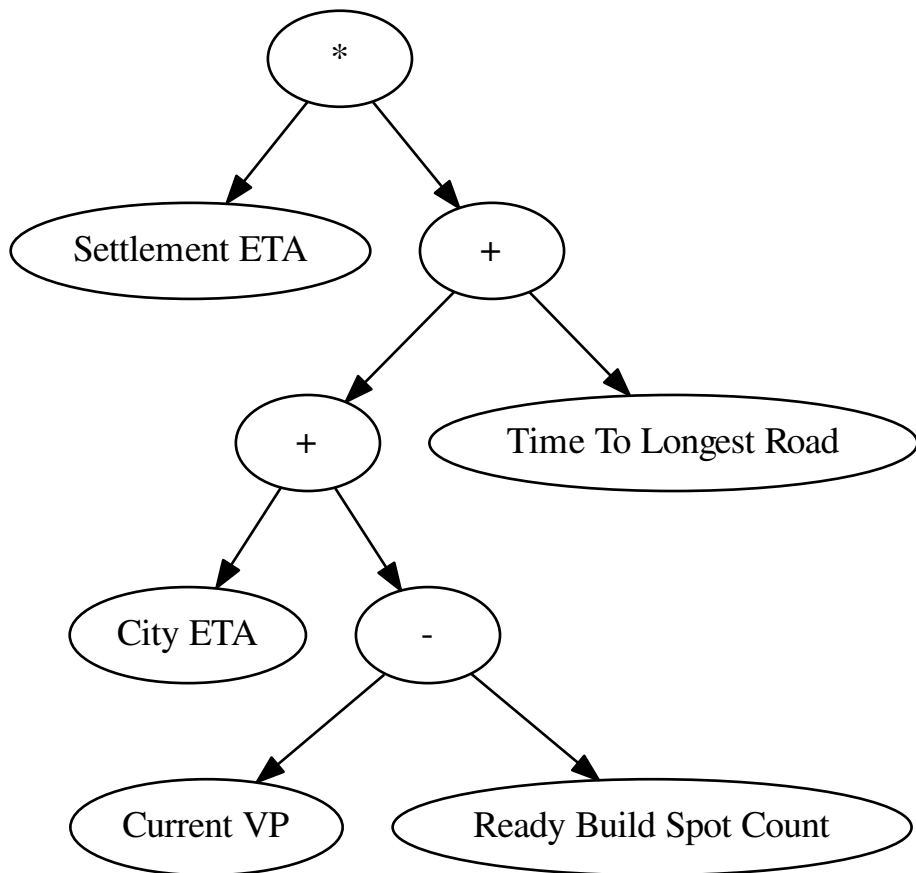 *
Settlement ETA
+
+
Time To Longest Road
City ETA
-
Current VP
Ready Build Spot Count